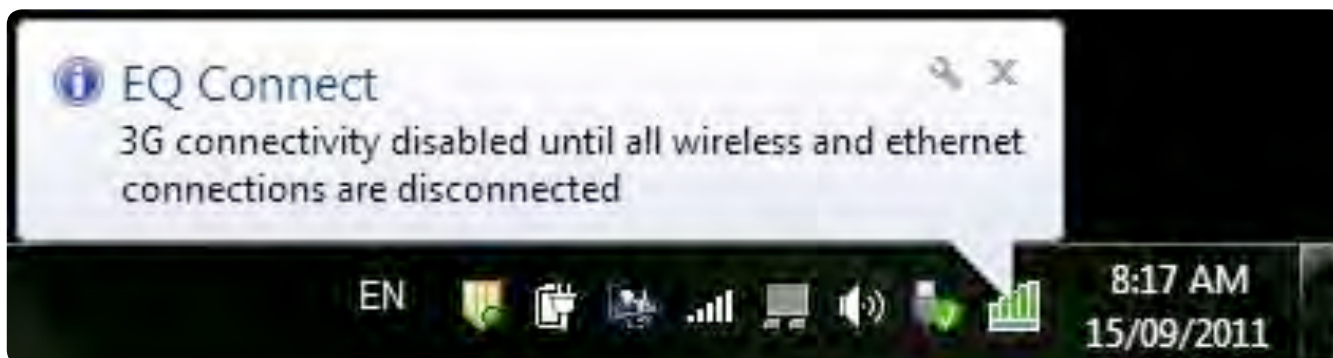 EQ Connect
3G connectivity disabled until all wireless and ethernet
connections are disconnected
EN
8:17 AM
15/09/2011